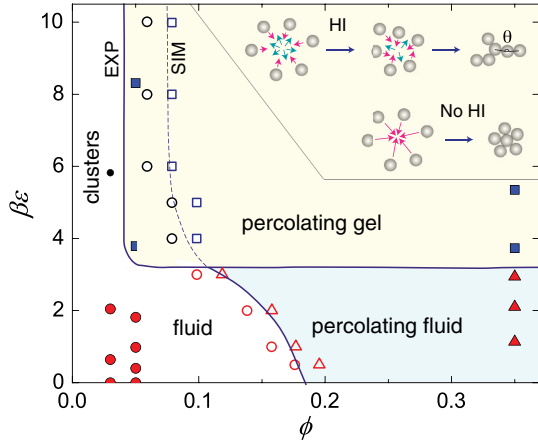 10
8
6
4
2
0
βε
0.0
0.1
0.2
0.3
ϕ
EXP
SIM
clusters
HI
θ
No HI
percolating gel
fluid
percolating fluid